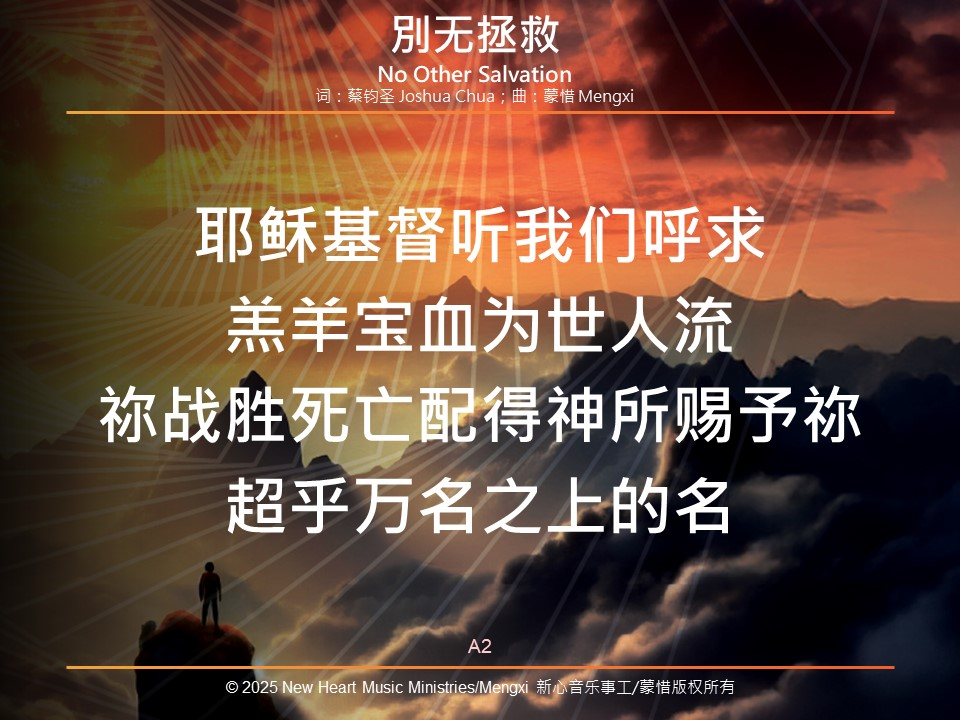 別无拯救
No Other Salvation
词：蔡钧圣 Joshua Chua；曲：蒙惜 Mengxi
耶稣基督听我们呼求
羔羊宝血为世人流
祢战胜死亡配得神所赐予祢
超乎万名之上的名
A2
© 2025 New Heart Music Ministries/Mengxi 新心音乐事工/蒙惜版权所有